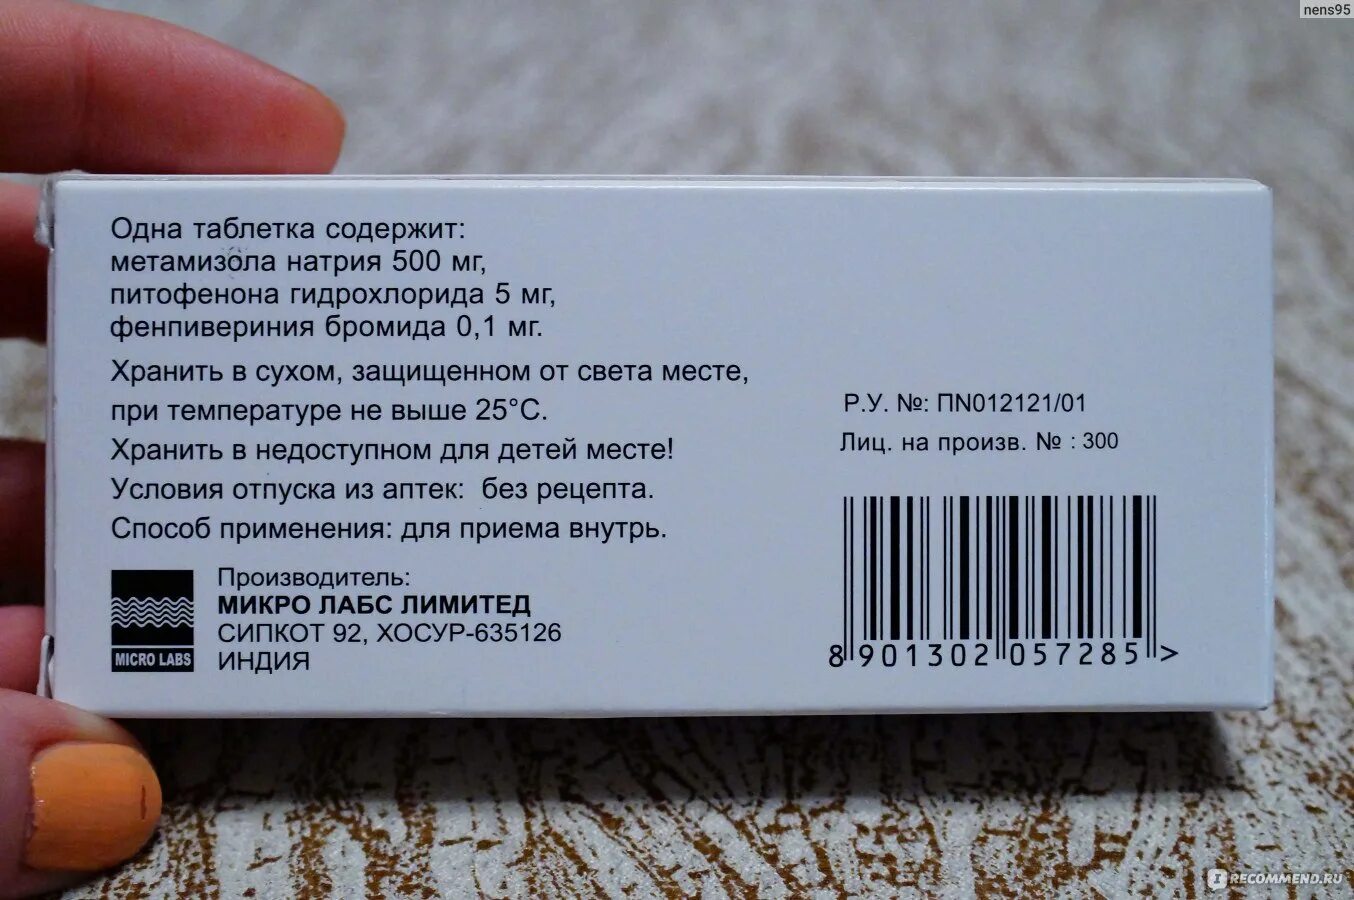 nens95
Одна таблетка содержит:
метамизола натрия 500 мг,
питофенона гидрохлорида 5 мг,
фенпивериния бромида 0,1 мг.
Хранить в сухом, защищенном от света месте,
при температуре не выше 25°С.
Хранить в недоступном для детей месте!
Условия отпуска из аптек: без рецепта.
Способ применения: для приема внутрь.
Производитель:
МИКРО ЛАБС ЛИМИТЕД
СИПКОТ 92, ХОСУР-635126
ИНДИЯ
MICRO LABS
Р.У. №: ПN012121/01
Лиц. на произв. № : 300
8 901302 057285 >
RECOMMEND.RU